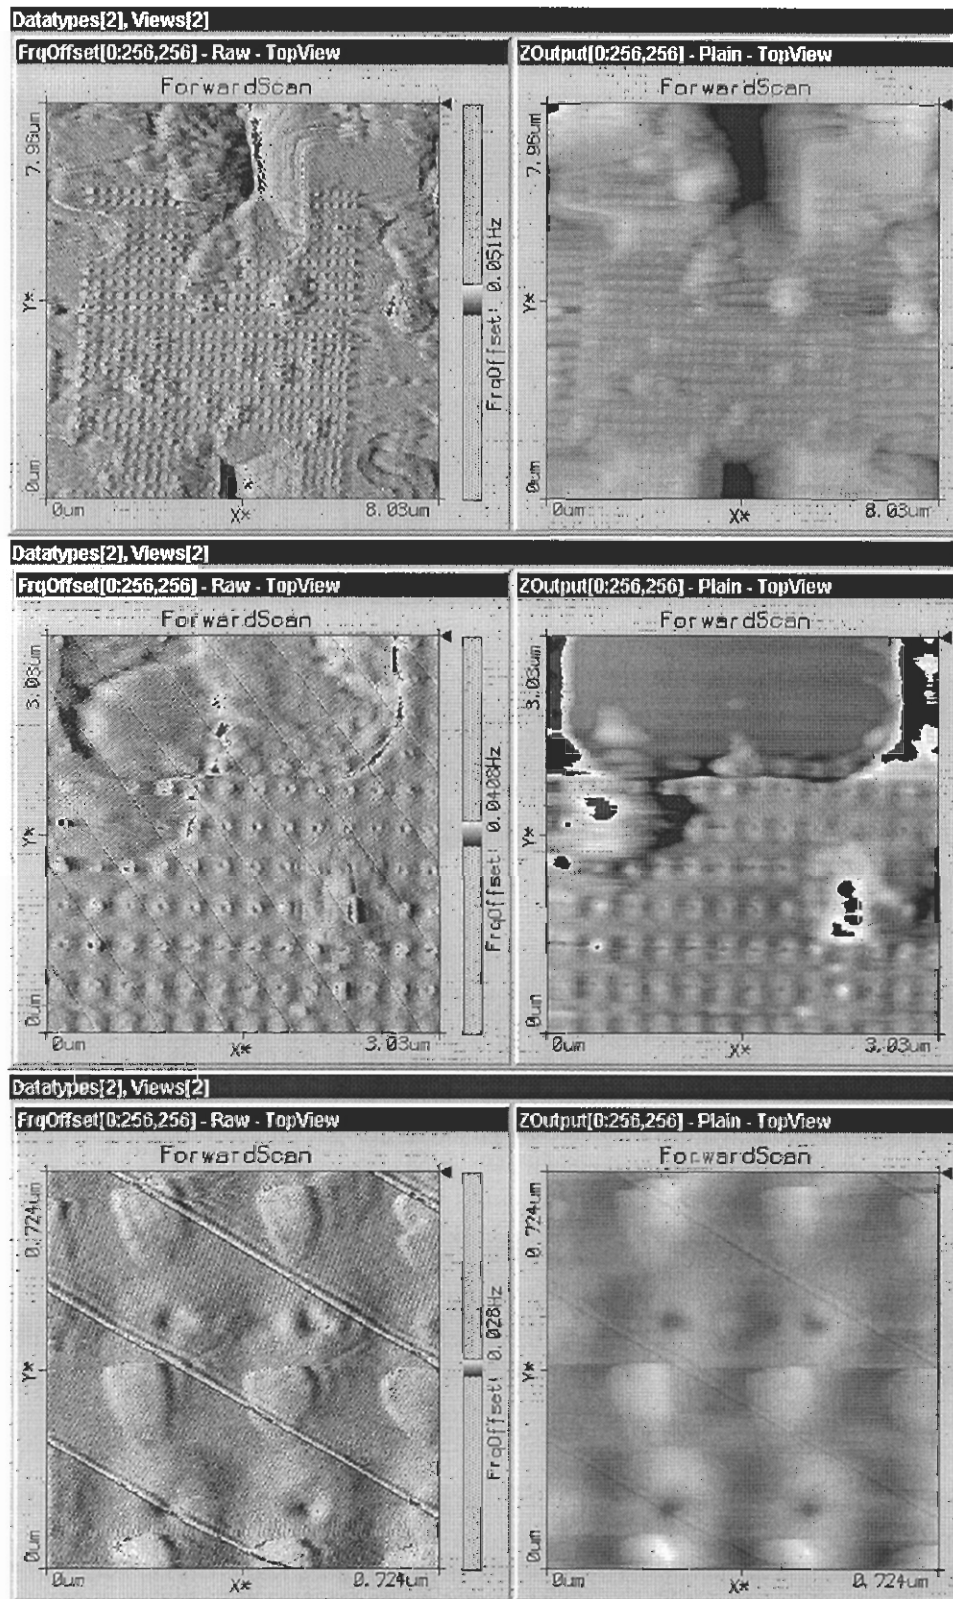 Datatypes[2], Views[2]
FrqOffset[0:256,256] - Raw - TopView
ForwardScan
7.96um
Y*
0um
0um
X*
8.03um
FrqOffset! 0.051Hz
ZOutput[0:256,256] - Plain - TopView
ForwardScan
7.96um
Y*
0um
0um
X*
8.03um
Datatypes[2], Views[2]
FrqOffset[0:256,256] - Raw - TopView
ForwardScan
3.03um
Y*
0um
0um
X*
3.03um
FrqOffset! 0.0408Hz
ZOutput[0:256,256] - Plain - TopView
ForwardScan
3.03um
Y*
0um
0um
X*
3.03um
Datatypes[2], Views[2]
FrqOffset[0:256,256] - Raw - TopView
ForwardScan
0.724um
Y*
0um
0um
X*
0.724um
FrqOffset! 0.028Hz
ZOutput[0:256,256] - Plain - TopView
ForwardScan
0.724um
Y*
0um
0um
X*
0.724um